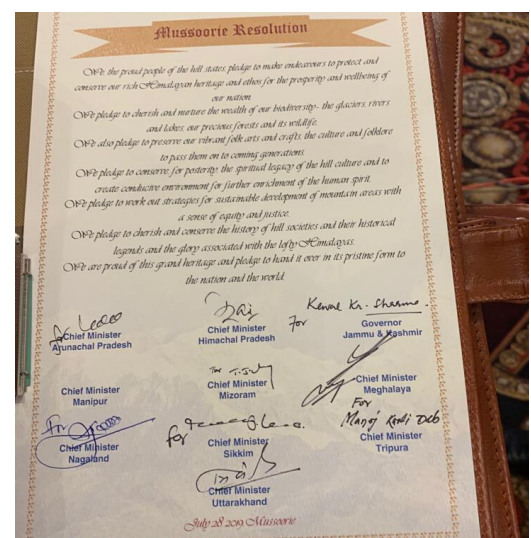 Mussoorie Resolution
We, the proud people of the hill states, pledge to make endeavours to protect and
conserve our rich Himalayan heritage and ethos for the prosperity and wellbeing of
our nation.
We pledge to cherish and nurture the wealth of our biodiversity- the glaciers, rivers
and lakes, our precious forests and its wildlife.
We also pledge to preserve our vibrant folk arts and crafts, the culture and folklore
to pass them on to coming generations.
We pledge to conserve, for posterity, the spiritual legacy of the hill culture and to
create conducive environment for further enrichment of the human spirit.
We pledge to work out strategies for sustainable development of mountain areas with
a sense of equity and justice.
We pledge to cherish and conserve the history of hill societies and their historical
legends and the glory associated with the lofty Himalayas.
We are proud of this grand heritage and pledge to hand it over in its pristine form to
the nation and the world.
for
Chief Minister
Arunachal Pradesh
Chief Minister
Himachal Pradesh
for Kewal Kr. Sharma
Governor
Jammu & Kashmir
Chief Minister
Manipur
for
Chief Minister
Mizoram
Chief Minister
Meghalaya
For
Chief Minister
Nagaland
for
Chief Minister
Sikkim
For
Manoj Kanti Deb
Chief Minister
Tripura
Chief Minister
Uttarakhand
July 28 2019, Mussoorie